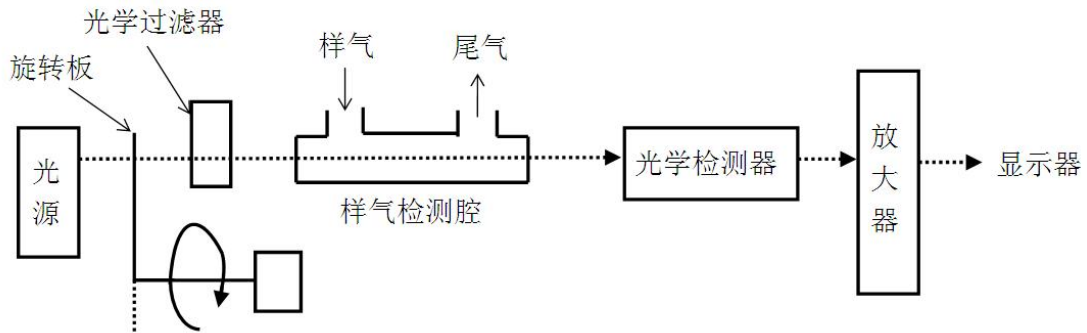 光学过滤器
旋转板
样气
尾气
光源
样气检测腔
光学检测器
放大器
显示器